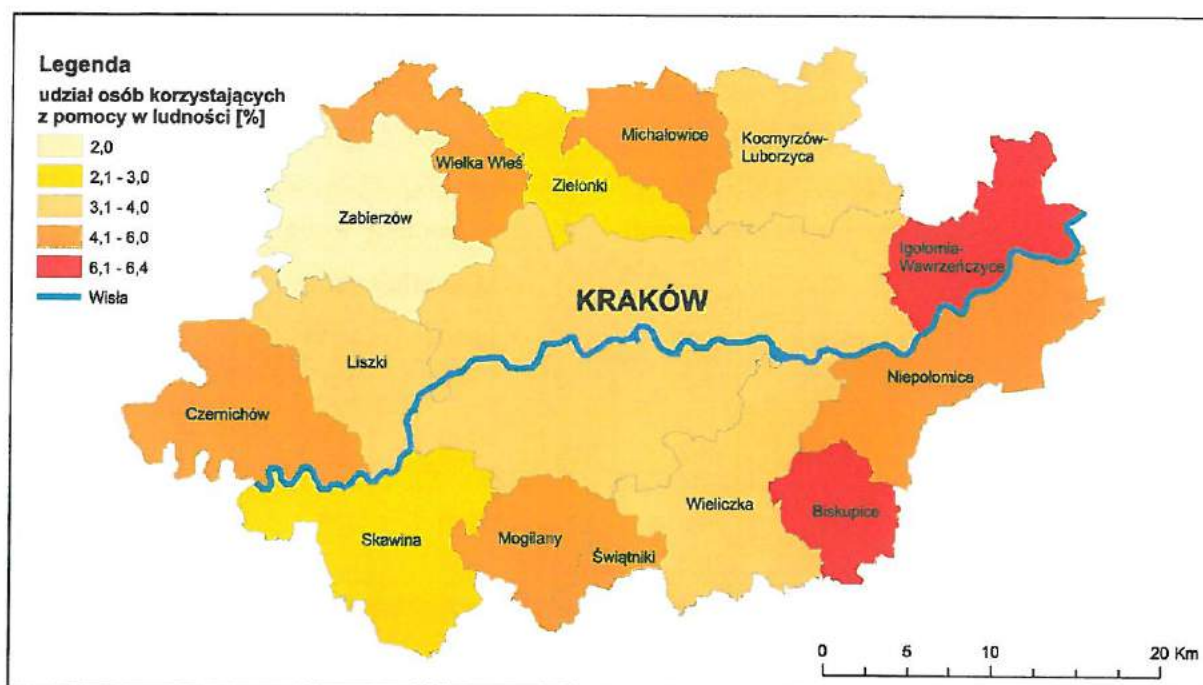 Legenda
udział osób korzystających
z pomocy w ludności [%]
2,0
2,1 - 3,0
3,1 - 4,0
4,1 - 6,0
6,1 - 6,4
Wisła
Michałowice
Kocmyrzów-
Luborzyca
Wielka Wieś
Zielonki
Zabierzów
Igołomia-
Wawrzeńczyce
KRAKÓW
Liszki
Niepołomice
Czernichów
Wieliczka
Biskupice
Skawina
Mogilany
Świątniki
0 5 10 20 Km